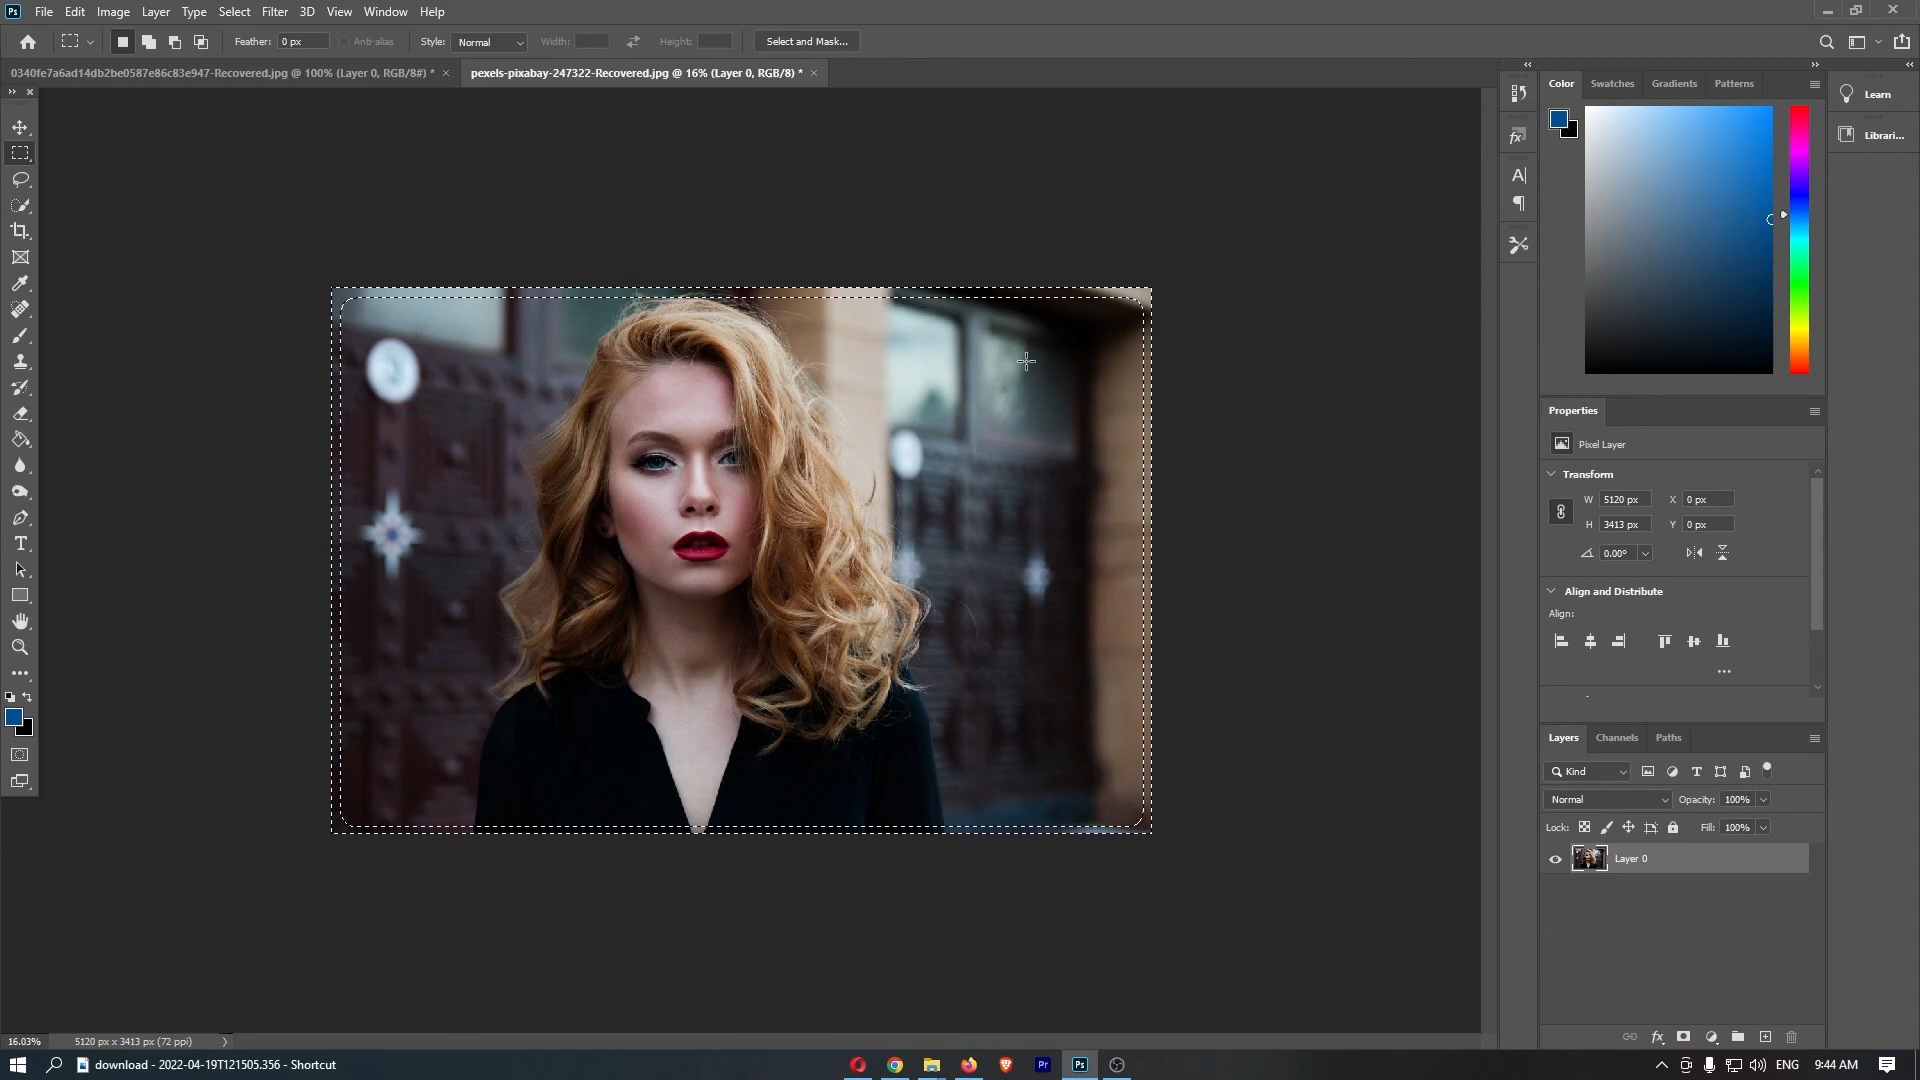 Ps File Edit Image Layer Type Select Filter 3D View Window Help
Feather: 0 px Anti-alias Style: Normal Width: Height: Select and Mask...
0340fe7a6ad14db2be0587e86c83e947-Recovered.jpg @ 100% (Layer 0, RGB/8#) * × pexels-pixabay-247322-Recovered.jpg @ 16% (Layer 0, RGB/8) * ×
Color Swatches Gradients Patterns
Learn
Librari...
Properties
Pixel Layer
Transform
W 5120 px X 0 px
H 3413 px Y 0 px
0.00°
Align and Distribute
Align:
Layers Channels Paths
Kind
Normal Opacity: 100%
Lock: Fill: 100%
Layer 0
16.03% 5120 px x 3413 px (72 ppi)
download - 2022-04-19T121505.356 - Shortcut
Pr Ps
ENG 9:44 AM